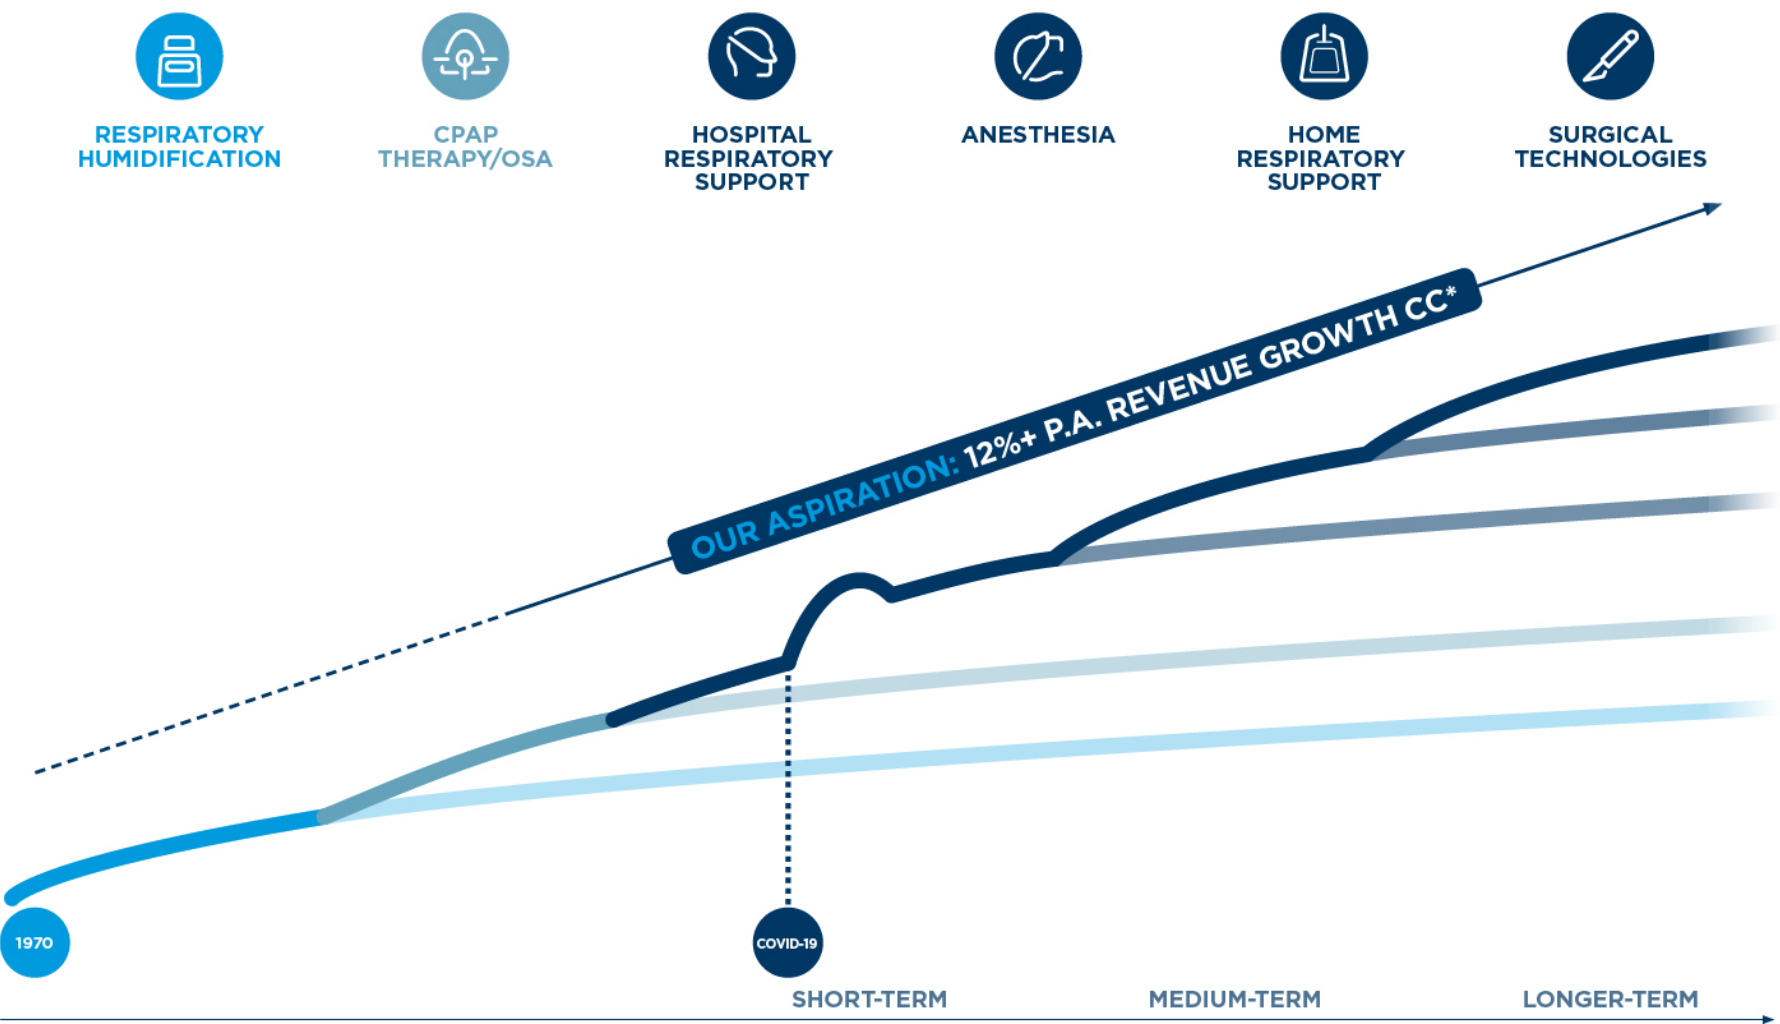 RESPIRATORY
HUMIDIFICATION
CPAP
THERAPY/OSA
HOSPITAL
RESPIRATORY
SUPPORT
ANESTHESIA
HOME
RESPIRATORY
SUPPORT
SURGICAL
TECHNOLOGIES
OUR ASPIRATION: 12%+ P.A. REVENUE GROWTH CC*
1970
COVID-19
SHORT-TERM
MEDIUM-TERM
LONGER-TERM